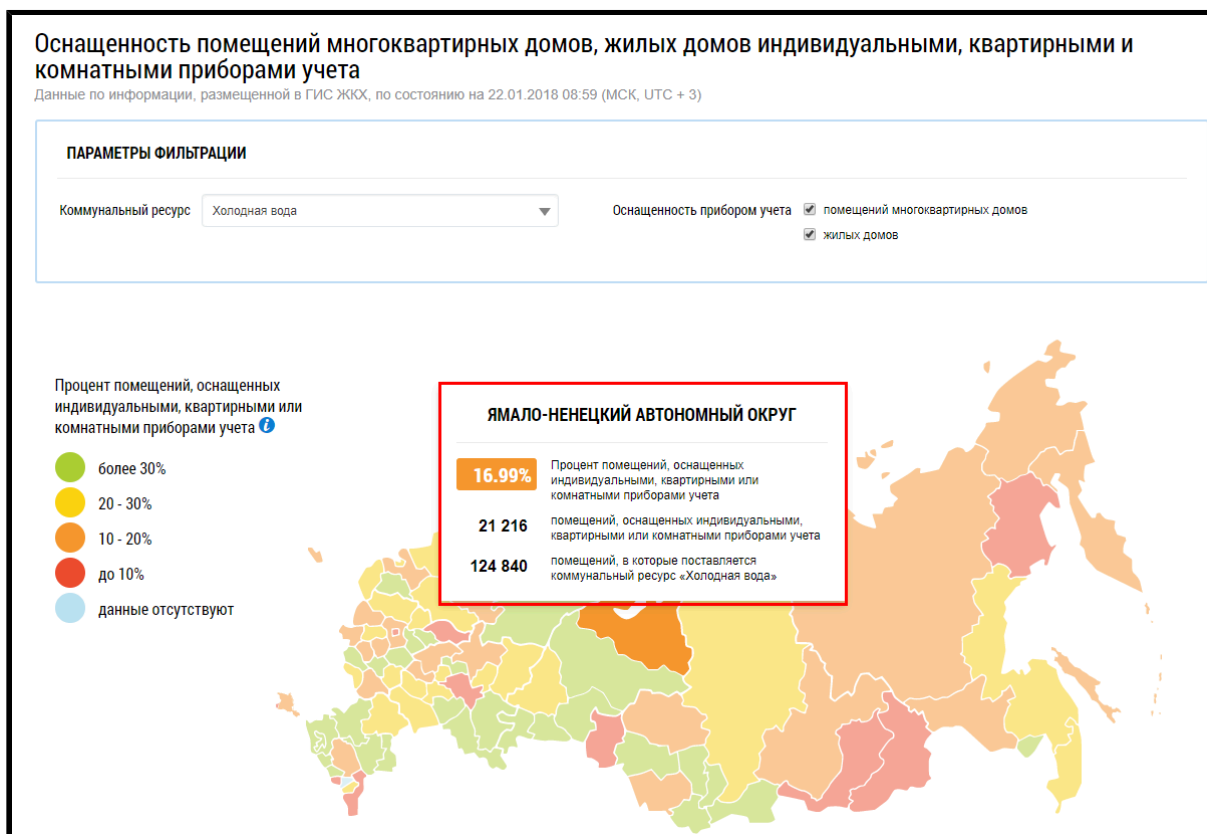 Оснащенность помещений многоквартирных домов, жилых домов индивидуальными, квартирными и
комнатными приборами учета
Данные по информации, размещенной в ГИС ЖКХ, по состоянию на 22.01.2018 08:59 (МСК, UTC + 3)
ПАРАМЕТРЫ ФИЛЬТРАЦИИ
Коммунальный ресурс
Холодная вода
Оснащенность прибором учета
помещений многоквартирных домов
жилых домов
Процент помещений, оснащенных
индивидуальными, квартирными или
комнатными приборами учета
более 30%
20 - 30%
10 - 20%
до 10%
данные отсутствуют
ЯМАЛО-НЕНЕЦКИЙ АВТОНОМНЫЙ ОКРУГ
16.99%
Процент помещений, оснащенных
индивидуальными, квартирными или
комнатными приборами учета
21 216
помещений, оснащенных индивидуальными,
квартирными или комнатными приборами учета
124 840
помещений, в которые поставляется
коммунальный ресурс «Холодная вода»